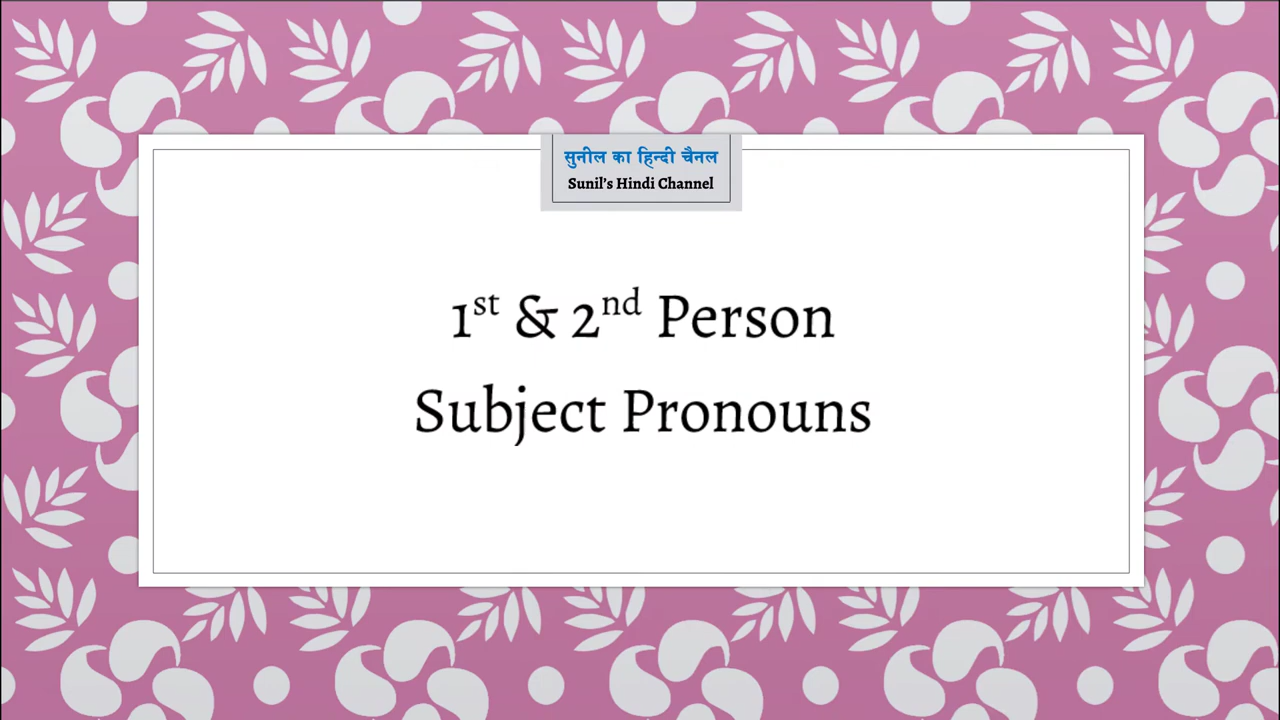 सुनील का हिन्दी चैनल
Sunil's Hindi Channel
1st & 2nd Person
Subject Pronouns